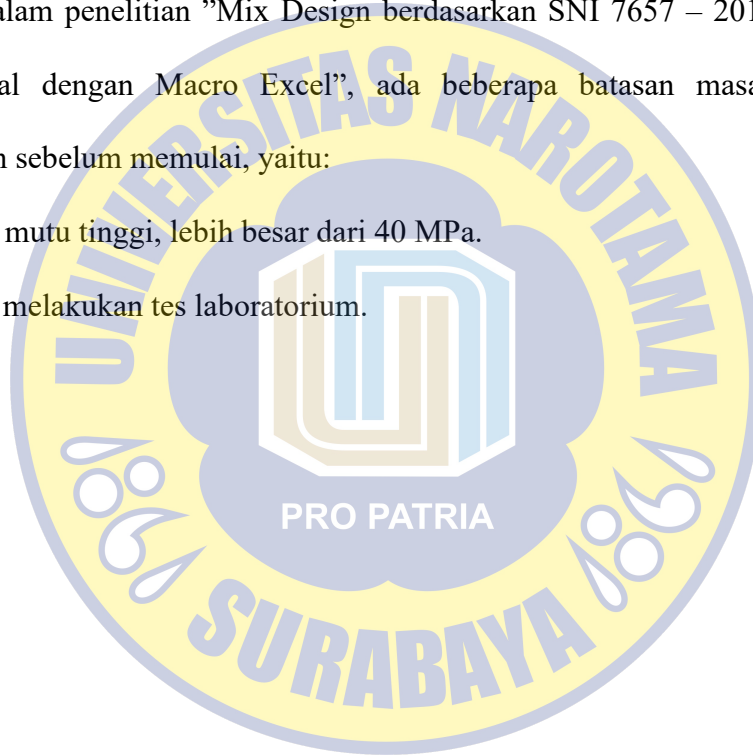 alam penelitian ”Mix Design berdasarkan SNI 7657 – 201
al dengan Macro Excel”, ada beberapa batasan masa
n sebelum memulai, yaitu:
mutu tinggi, lebih besar dari 40 MPa.
melakukan tes laboratorium.
UNIVERSITAS NAROTAMA
PRO PATRIA
SURABAYA